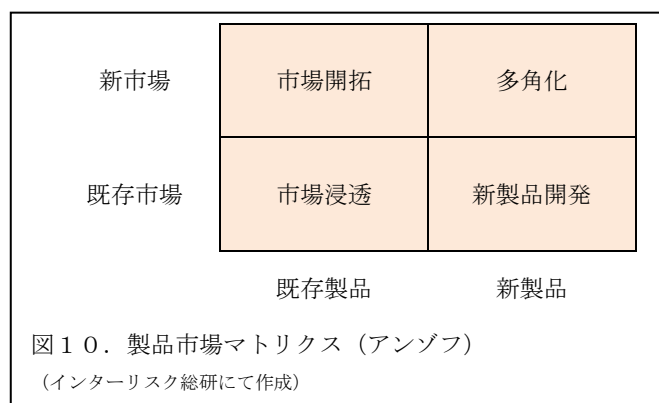 新市場 市場開拓 多角化
既存市場 市場浸透 新製品開発
既存製品 新製品
図１０．製品市場マトリクス（アンゾフ）
（インターリスク総研にて作成）